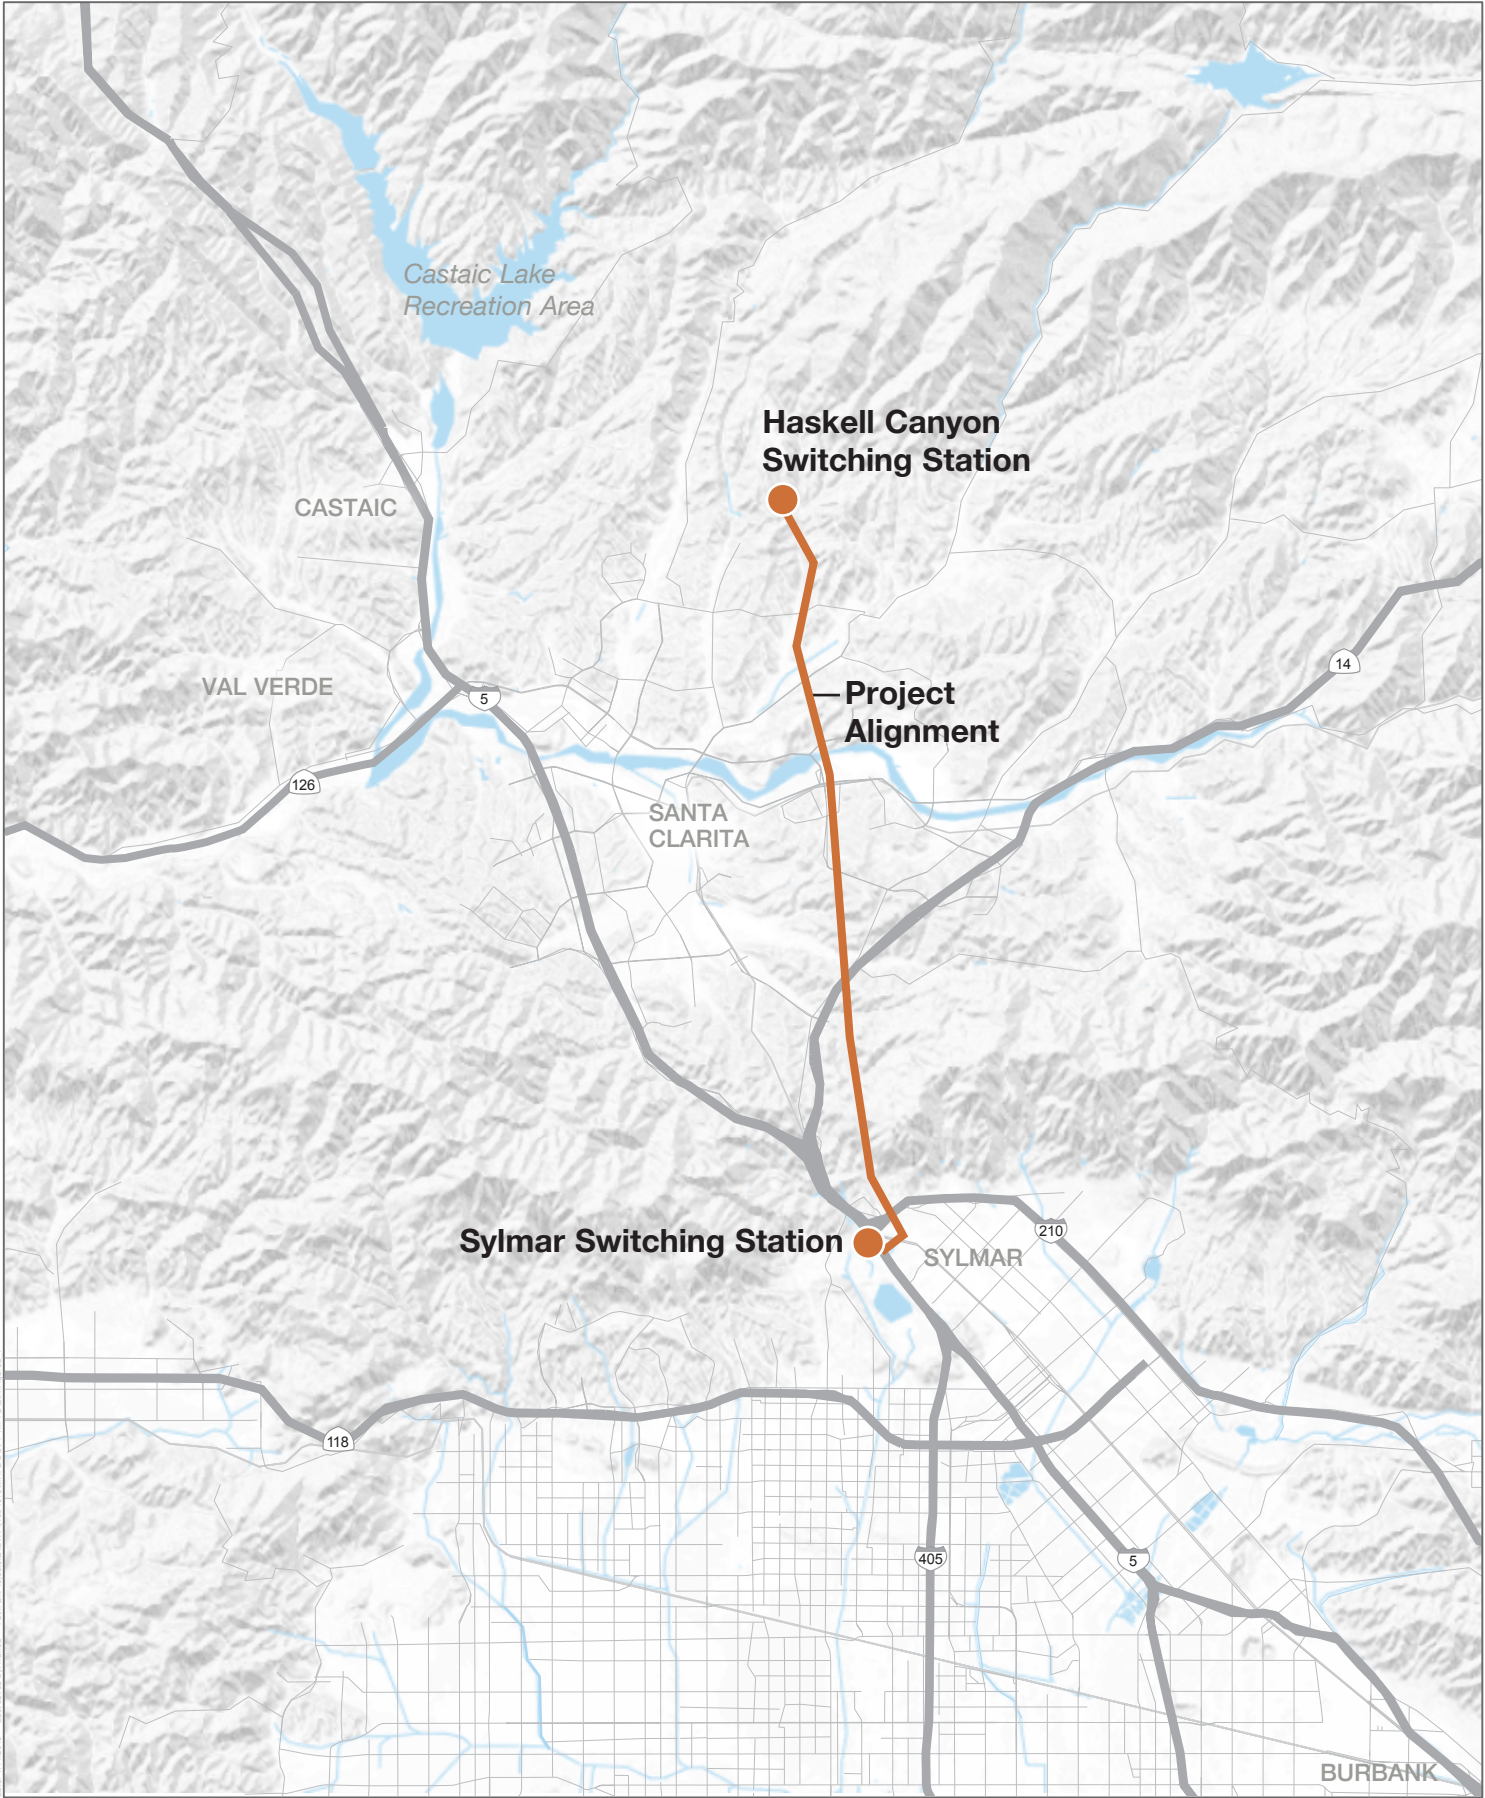 Castaic Lake
Recreation Area
Haskell Canyon
Switching Station
CASTAIC
14
VAL VERDE
5
Project
Alignment
126
SANTA
CLARITA
210
Sylmar Switching Station
SYLMAR
118
405
5
BURBANK